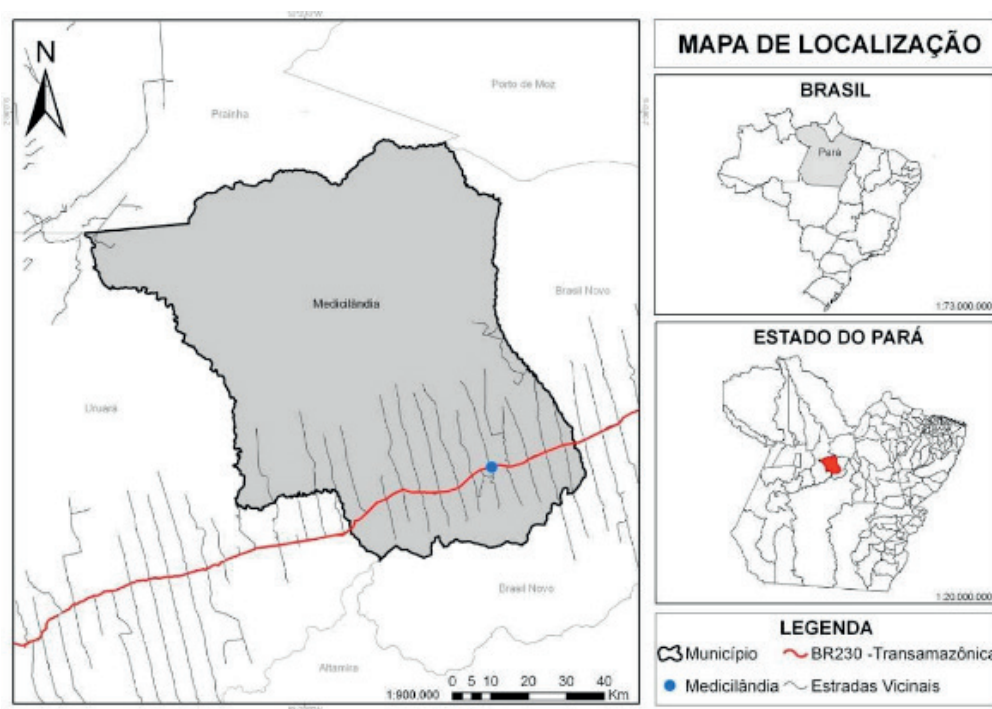 MAPA DE LOCALIZAÇÃO
N
Porto de Moz
Prainha
Medicilândia
Brasil Novo
Uruará
Brasil Novo
Altamira
1:900.000
0 5 10 20 30 40
Km
BRASIL
Pará
1:73.000.000
ESTADO DO PARÁ
1:20.000.000
LEGENDA
Município
BR230 -Transamazônica
Medicilândia
Estradas Vicinais